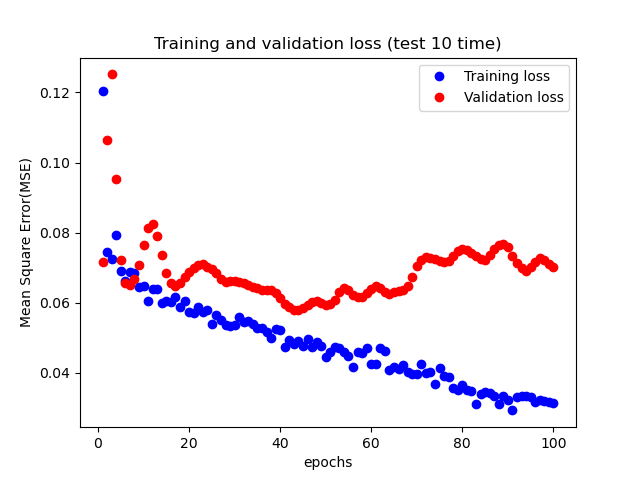 Training and validation loss (test 10 time)
Training loss
Validation loss
Mean Square Error(MSE)
0.12
0.10
0.08
0.06
0.04
0
20
40
60
80
100
epochs